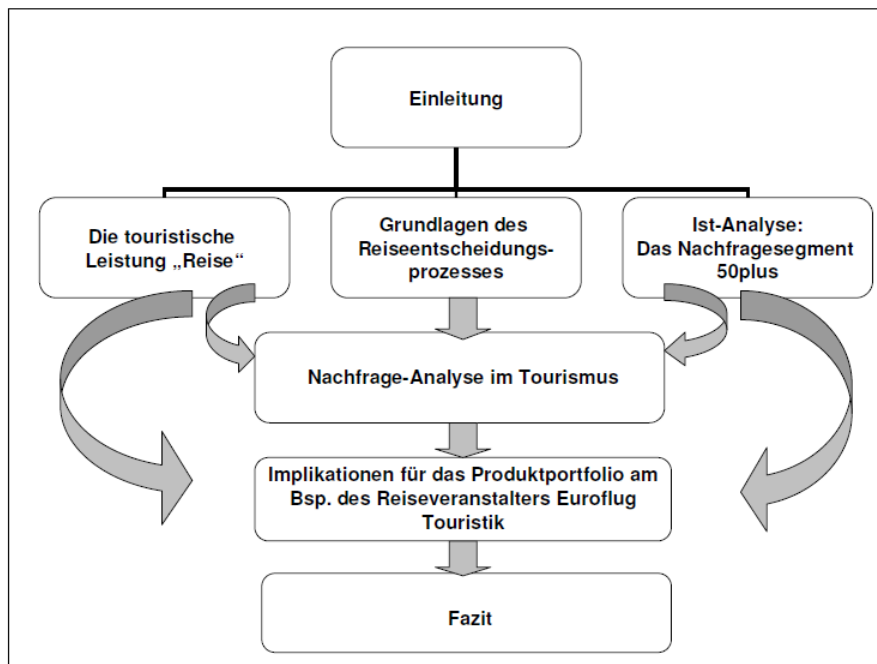 Einleitung
Die touristische
Leistung „Reise“
Grundlagen des
Reiseentscheidungs-
prozesses
Ist-Analyse:
Das Nachfragesegment
50plus
Nachfrage-Analyse im Tourismus
Implikationen für das Produktportfolio am
Bsp. des Reiseveranstalters Euroflug
Touristik
Fazit